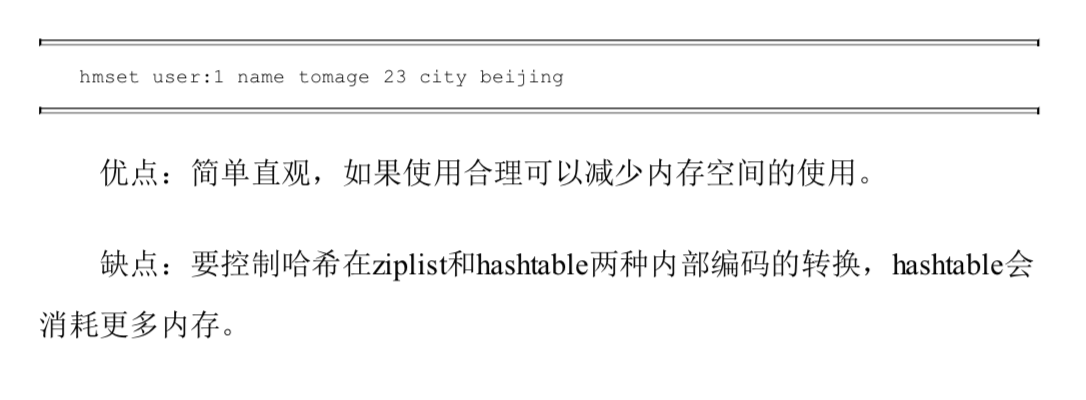 hmset user:1 name tomage 23 city beijing
优点：简单直观，如果使用合理可以减少内存空间的使用。
缺点：要控制哈希在ziplist和hashtable两种内部编码的转换，hashtable会
消耗更多内存。